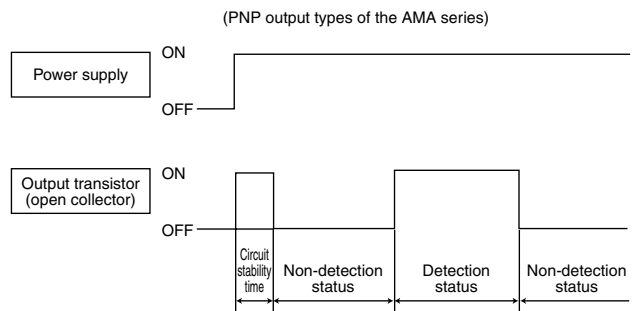 (PNP output types of the AMA series)
ON
Power supply
OFF
ON
Output transistor
(open collector)
OFF
Circuit
stability
time
Non-detection
status
Detection
status
Non-detection
status